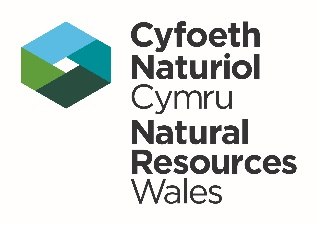 Cyfoeth
Naturiol
Cymru
Natural
Resources
Wales